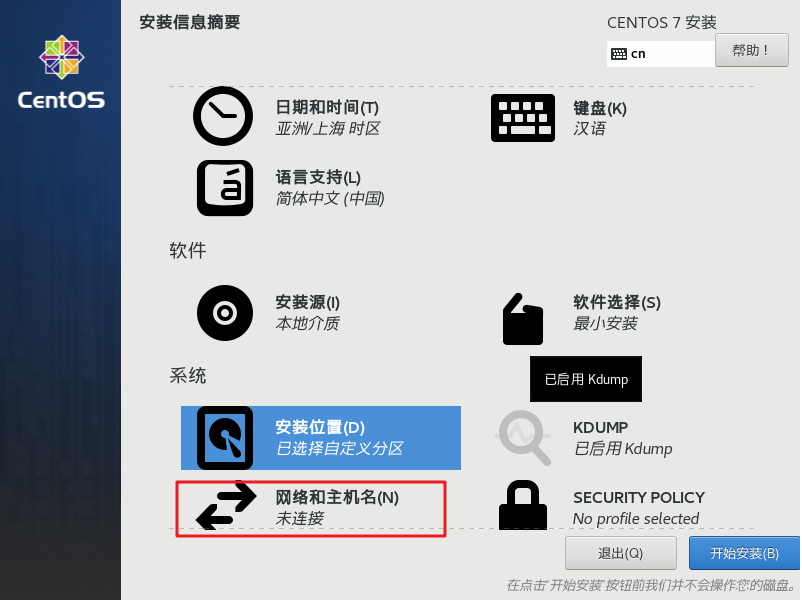 安装信息摘要
CENTOS 7 安装
cn
帮助！
CentOS
日期和时间(T)
亚洲/上海 时区
键盘(K)
汉语
á
语言支持(L)
简体中文 (中国)
软件
安装源(I)
本地介质
软件选择(S)
最小安装
系统
已启用 Kdump
安装位置(D)
已选择自定义分区
KDUMP
已启用 Kdump
网络和主机名(N)
未连接
SECURITY POLICY
No profile selected
退出(Q)
开始安装(B)
在点击'开始安装'按钮前我们并不会操作您的磁盘。